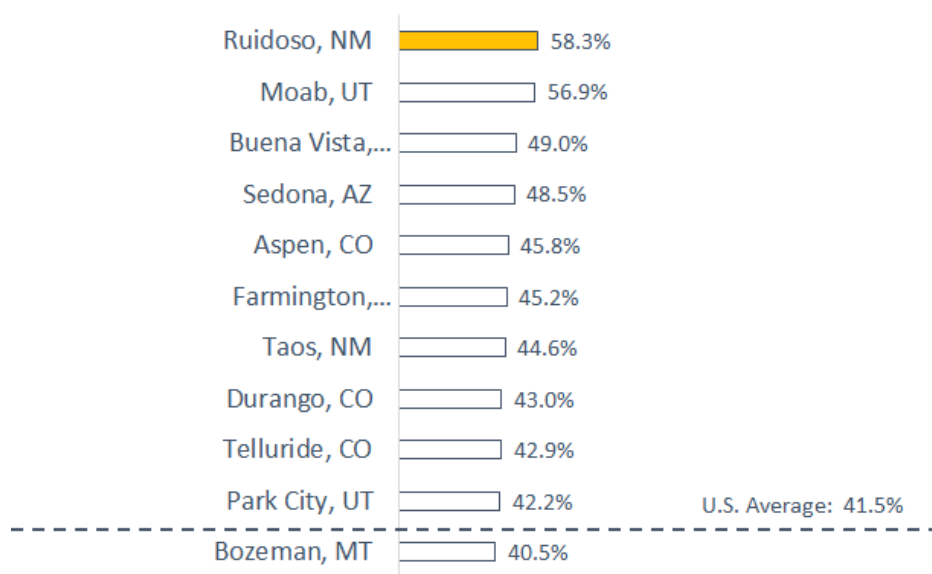 Ruidoso, NM 58.3%
Moab, UT 56.9%
Buena Vista,... 49.0%
Sedona, AZ 48.5%
Aspen, CO 45.8%
Farmington,... 45.2%
Taos, NM 44.6%
Durango, CO 43.0%
Telluride, CO 42.9%
Park City, UT 42.2% U.S. Average: 41.5%
Bozeman, MT 40.5%